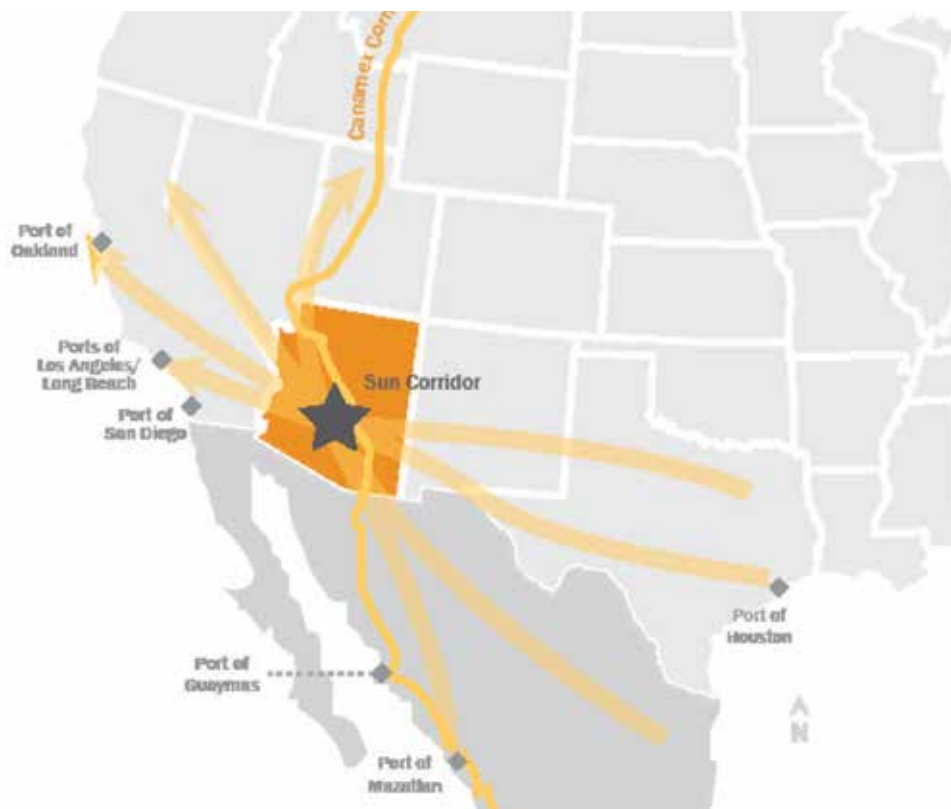 Canamex Corr
Port of
Oakland
Ports of
Los Angeles/
Long Beach
Sun Corridor
Port of
San Diego
Port of
Houston
Port of
Guaymas
Port of
Mazatlan
N